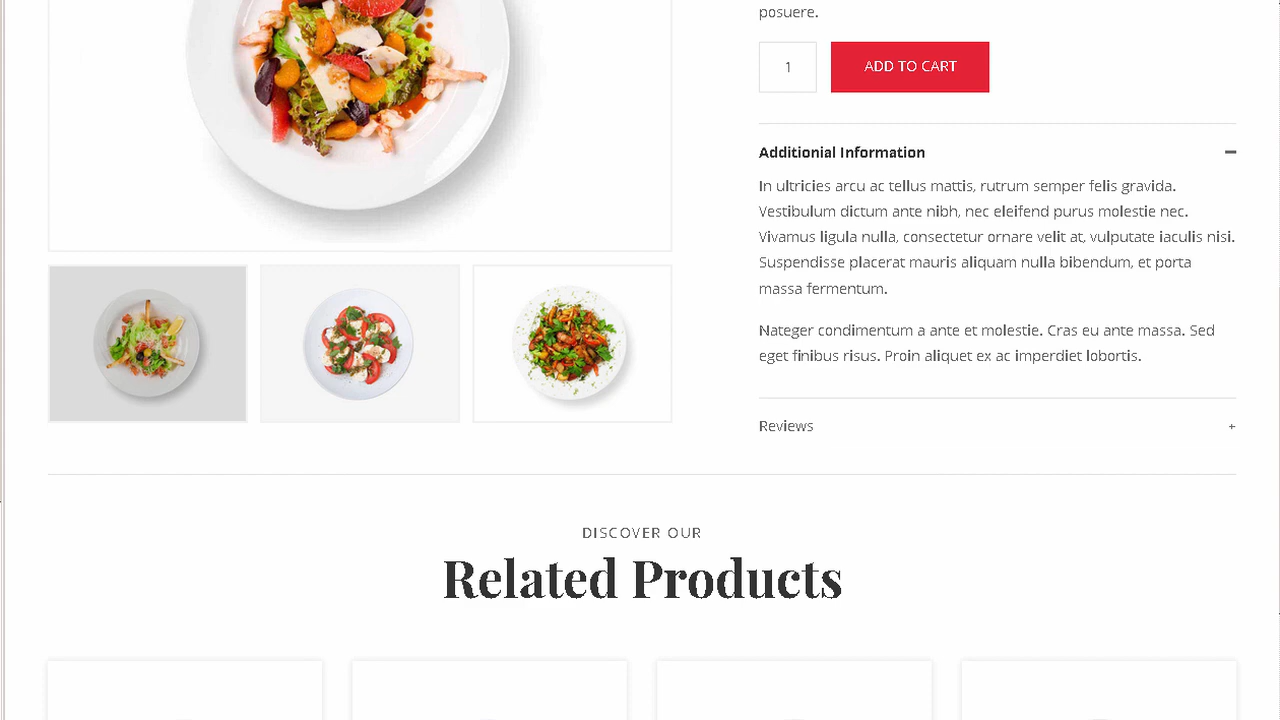 posuere.
1
ADD TO CART
Additionial Information
In ultricies arcu ac tellus mattis, rutrum semper felis gravida.
Vestibulum dictum ante nibh, nec eleifend purus molestie nec.
Vivamus ligula nulla, consectetur ornare velit at, vulputate iaculis nisi.
Suspendisse placerat mauris aliquam nulla bibendum, et porta
massa fermentum.
Nateger condimentum a ante et molestie. Cras eu ante massa. Sed
eget finibus risus. Proin aliquet ex ac imperdiet lobortis.
Reviews
+
DISCOVER OUR
Related Products